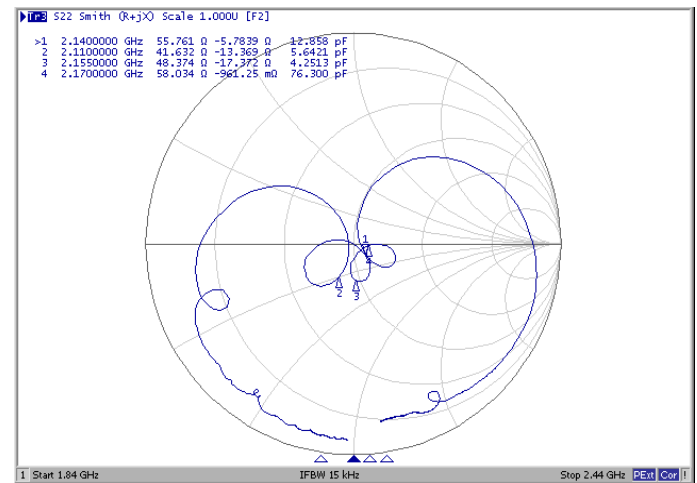 Tr3 S22 Smith (R+jX) Scale 1.000U [F2]
>1 2.1400000 GHz 55.761 Ω -5.7839 Ω 12.858 pF
2 2.1100000 GHz 41.632 Ω -13.369 Ω 5.6421 pF
3 2.1550000 GHz 48.374 Ω -17.372 Ω 4.2513 pF
4 2.1700000 GHz 58.034 Ω -961.25 mΩ 76.300 pF
1
4
2
3
1 Start 1.84 GHz IFBW 15 kHz Stop 2.44 GHz PExt Cor !